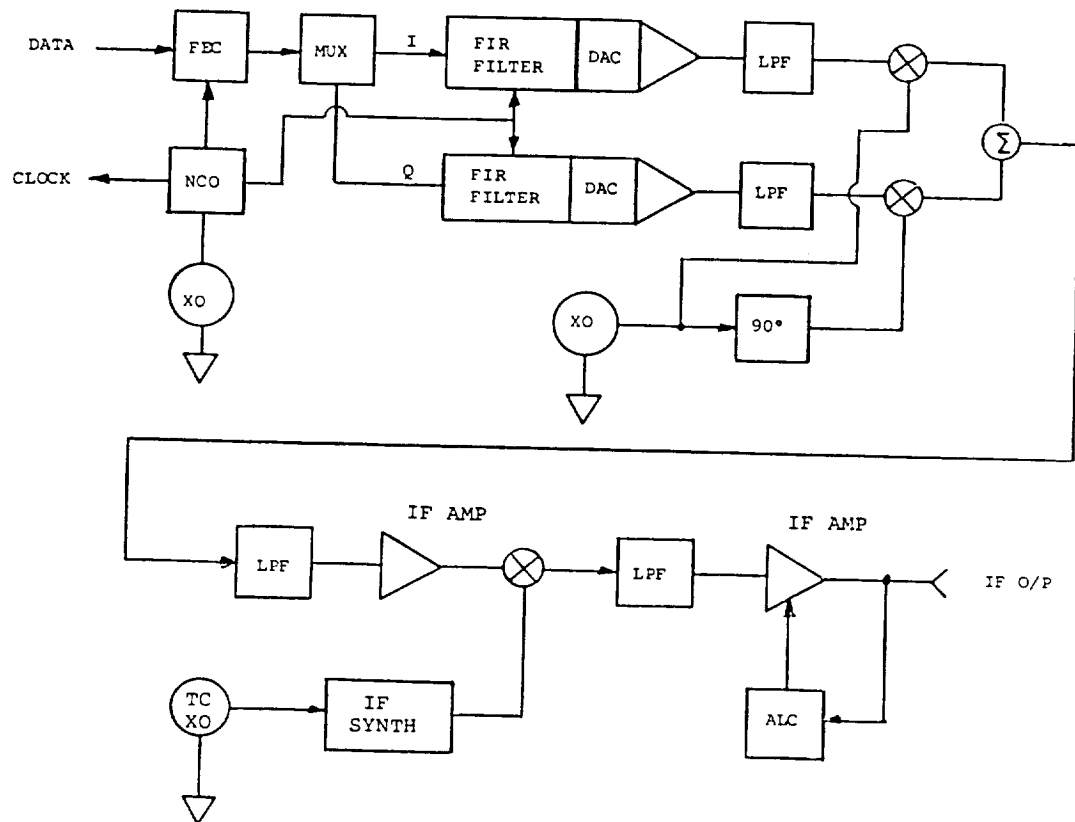 DATA
FEC
MUX
I
FIR
FILTER
DAC
LPF
Σ
CLOCK
NCO
Q
FIR
FILTER
DAC
LPF
XO
XO
90°
IF AMP
IF AMP
LPF
LPF
IF O/P
TC
XO
IF
SYNTH
ALC